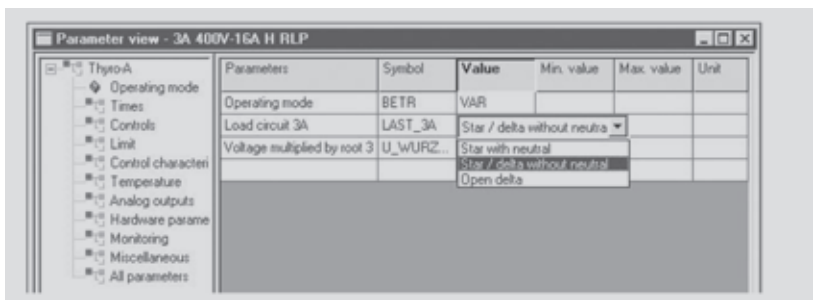 Parameter view - 3A 400V-16A H RLP
Thyro-A
Operating mode
Times
Controls
Limit
Control characteri
Temperature
Analog outputs
Hardware parame
Monitoring
Miscellaneous
All parameters
Parameters Symbol Value Min. value Max. value Unit
Operating mode BETR VAR
Load circuit 3A LAST_3A Star / delta without neutra
Voltage multiplied by root 3 U_WURZ... Star with neutral
Star / delta without neutral
Open delta